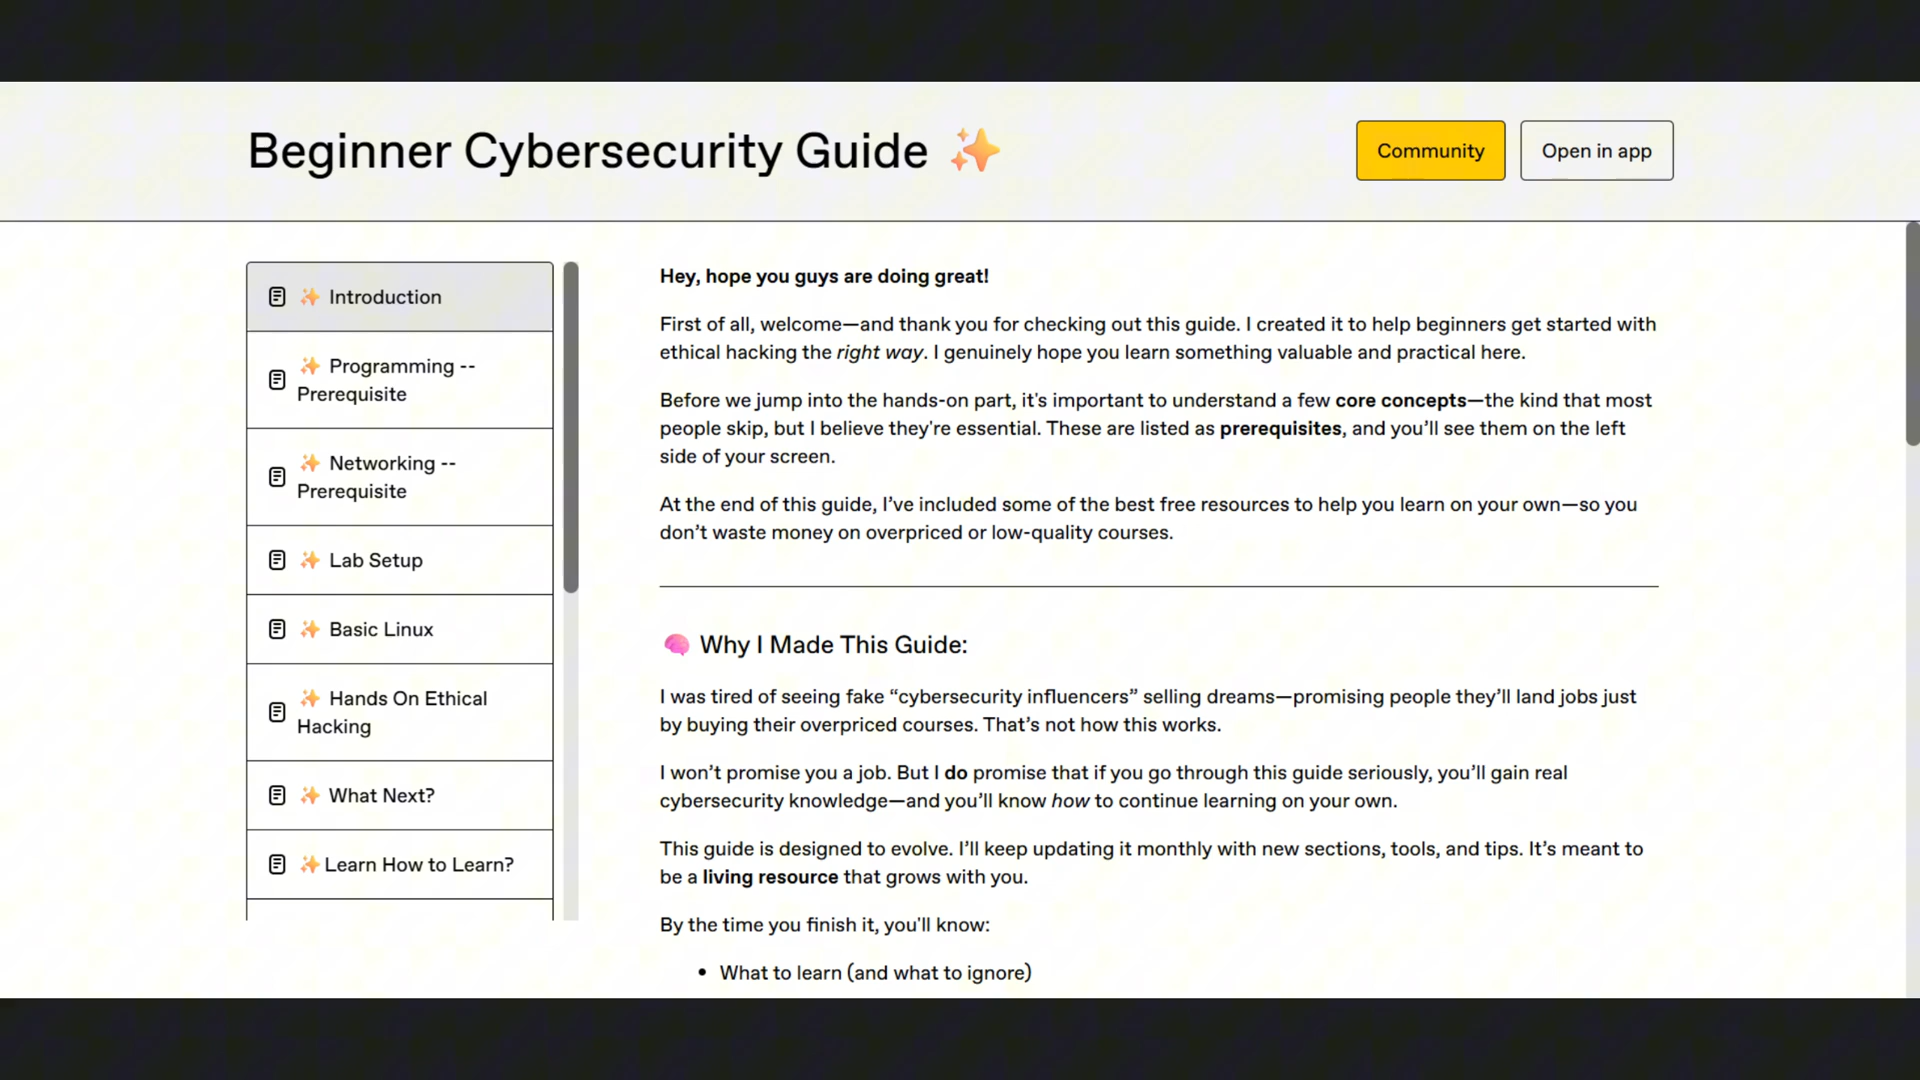 Beginner Cybersecurity Guide ✨
Community
Open in app
✨ Introduction
✨ Programming --
Prerequisite
✨ Networking --
Prerequisite
✨ Lab Setup
✨ Basic Linux
✨ Hands On Ethical
Hacking
✨ What Next?
✨Learn How to Learn?
Hey, hope you guys are doing great!
First of all, welcome—and thank you for checking out this guide. I created it to help beginners get started with
ethical hacking the right way. I genuinely hope you learn something valuable and practical here.
Before we jump into the hands-on part, it's important to understand a few core concepts—the kind that most
people skip, but I believe they're essential. These are listed as prerequisites, and you’ll see them on the left
side of your screen.
At the end of this guide, I’ve included some of the best free resources to help you learn on your own—so you
don’t waste money on overpriced or low-quality courses.
🧠 Why I Made This Guide:
I was tired of seeing fake “cybersecurity influencers” selling dreams—promising people they’ll land jobs just
by buying their overpriced courses. That’s not how this works.
I won’t promise you a job. But I do promise that if you go through this guide seriously, you’ll gain real
cybersecurity knowledge—and you’ll know how to continue learning on your own.
This guide is designed to evolve. I’ll keep updating it monthly with new sections, tools, and tips. It’s meant to
be a living resource that grows with you.
By the time you finish it, you'll know:
• What to learn (and what to ignore)